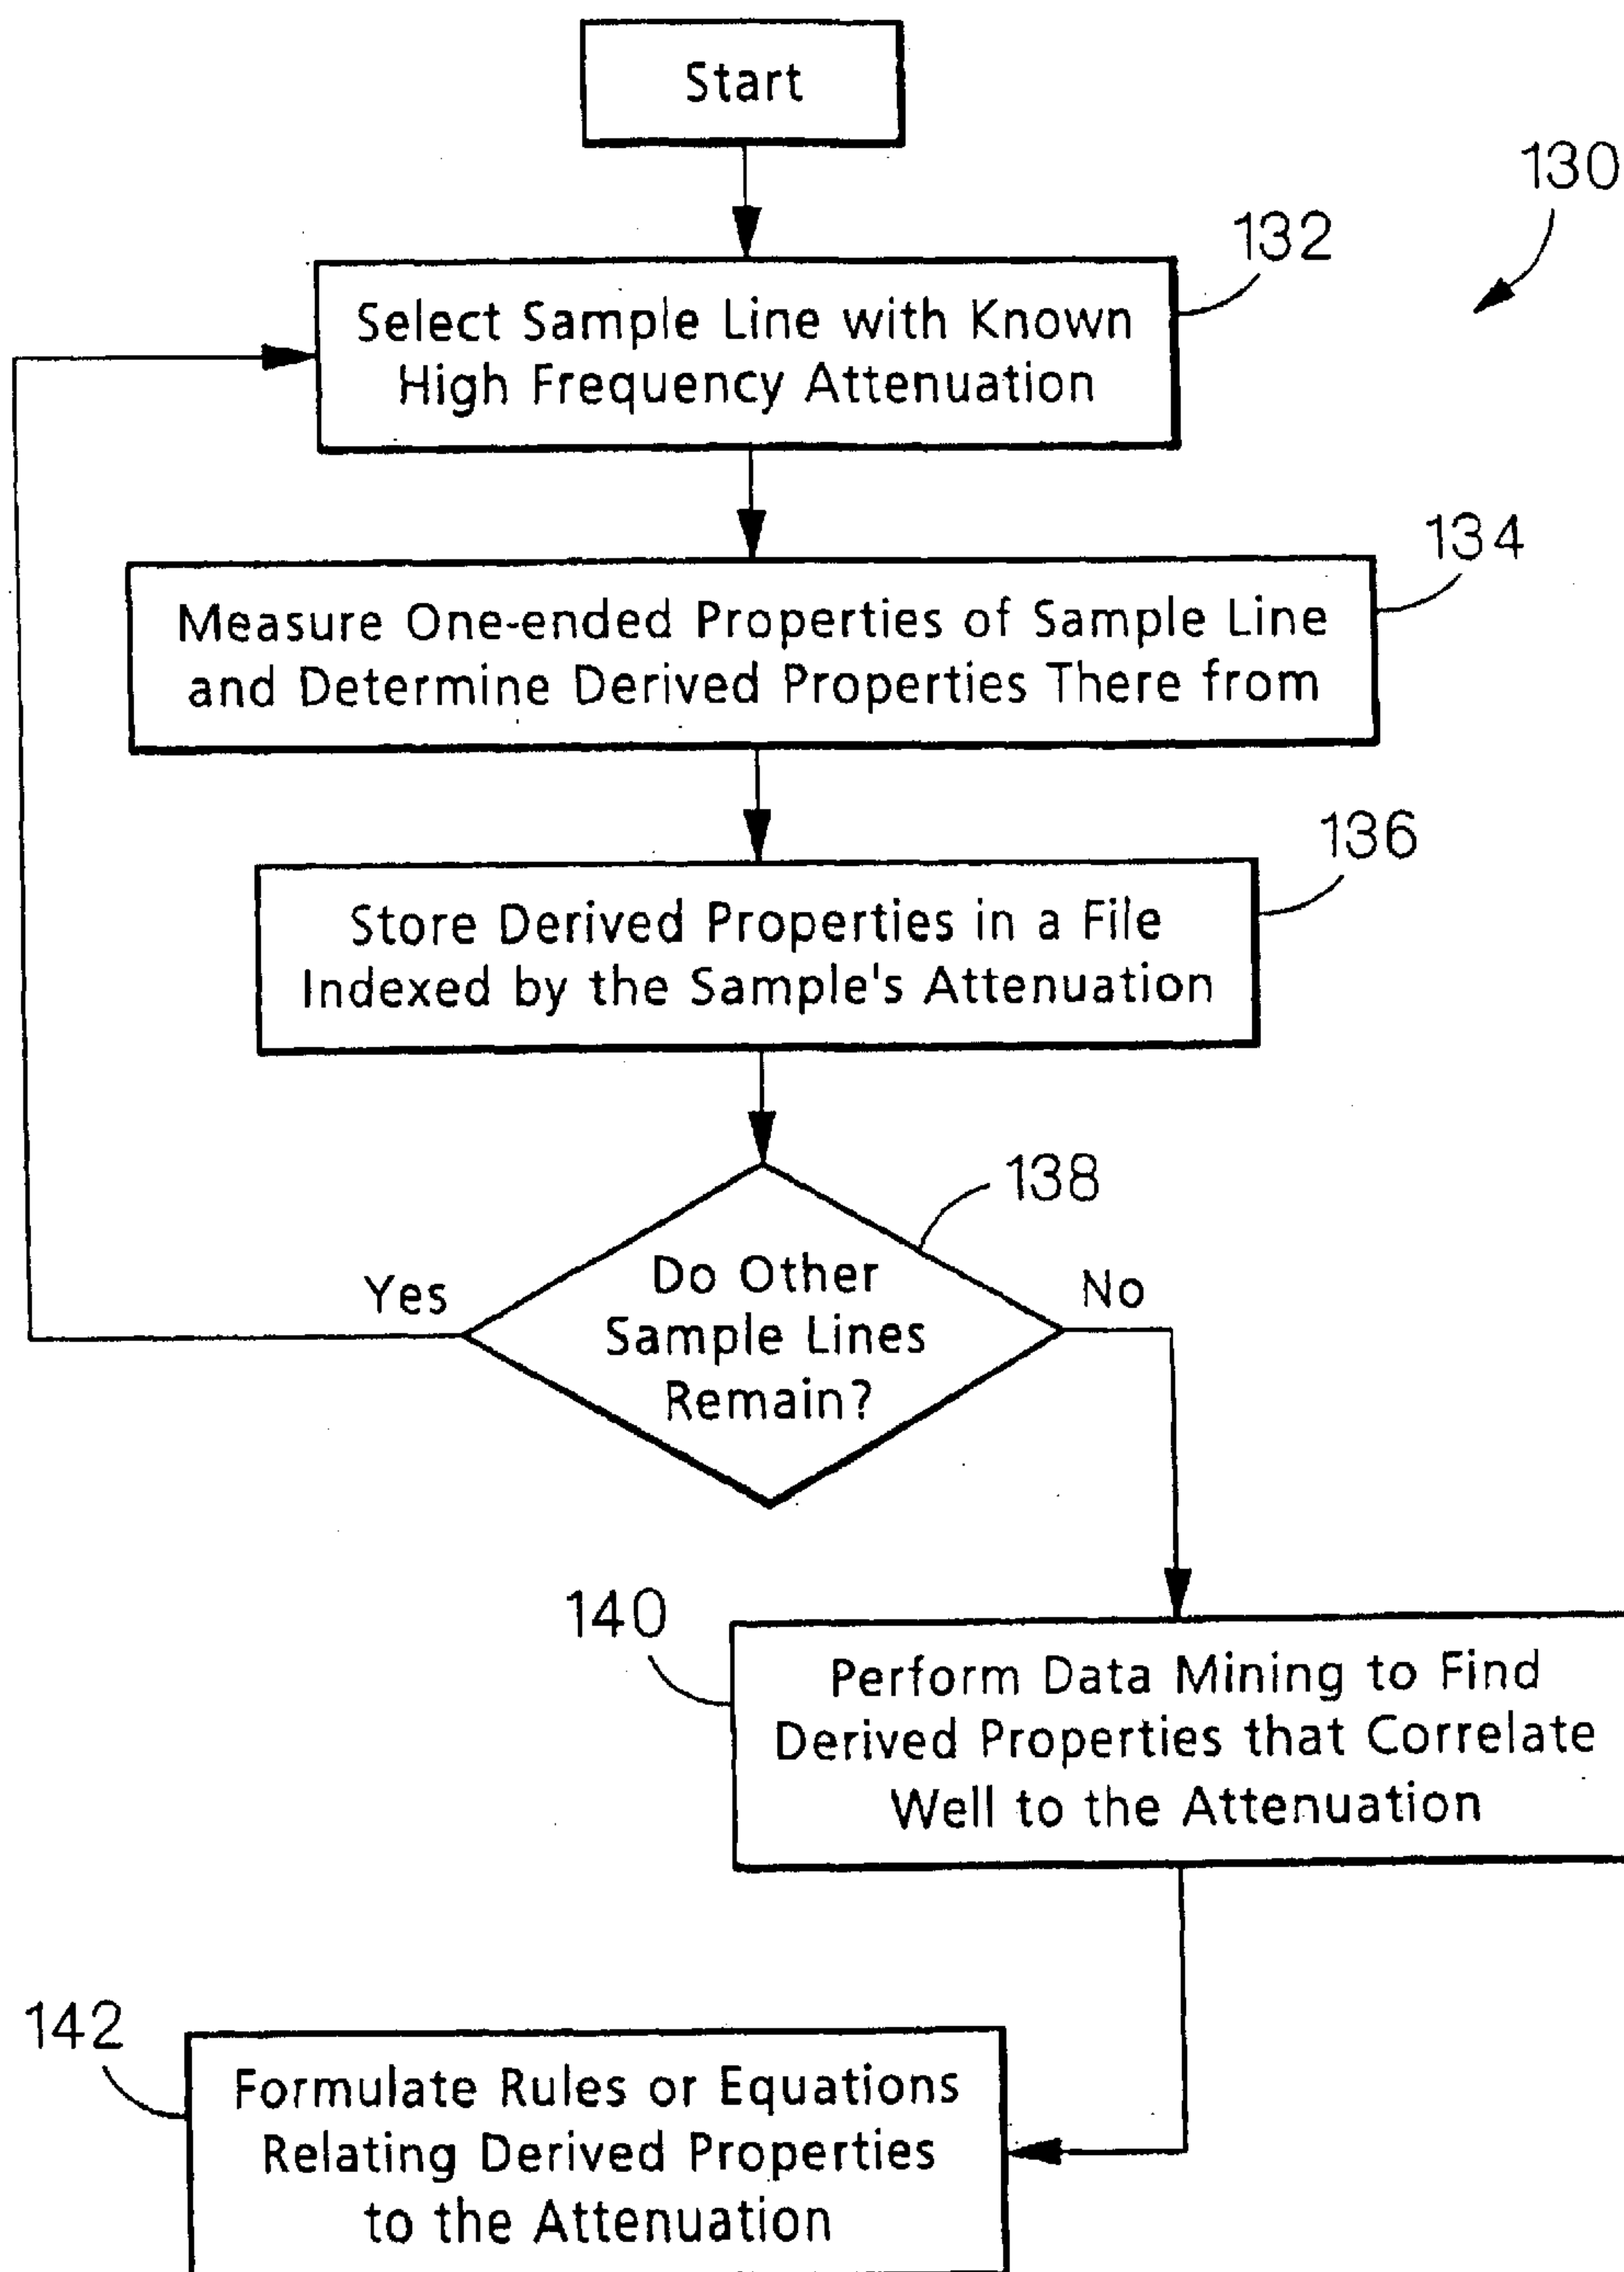 Start
130
132
Select Sample Line with Known
High Frequency Attenuation
134
Measure One-ended Properties of Sample Line
and Determine Derived Properties There from
136
Store Derived Properties in a File
Indexed by the Sample's Attenuation
138
Do Other
Sample Lines
Remain?
Yes
No
140
Perform Data Mining to Find
Derived Properties that Correlate
Well to the Attenuation
142
Formulate Rules or Equations
Relating Derived Properties
to the Attenuation